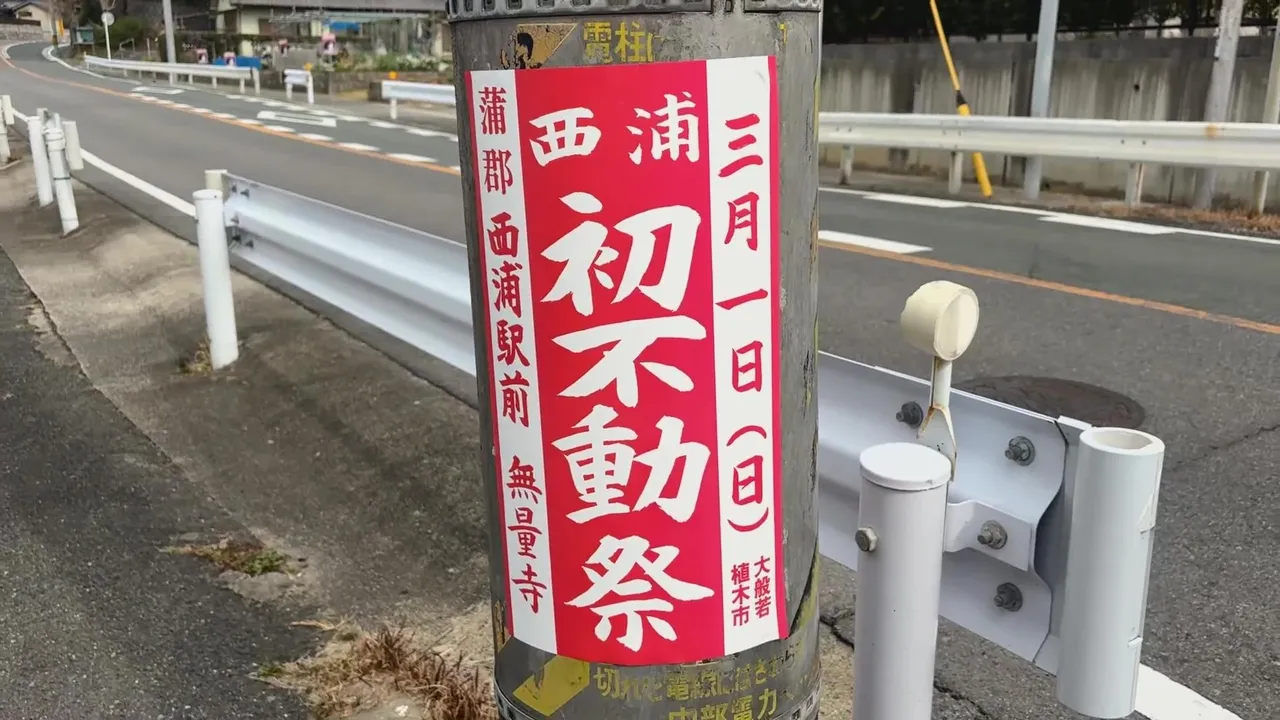 電柱に
三月一日(日)
大般若
植木市
西浦
初不動祭
蒲郡 西浦駅前 無量寺
切れた電線にはさわら
中部電力